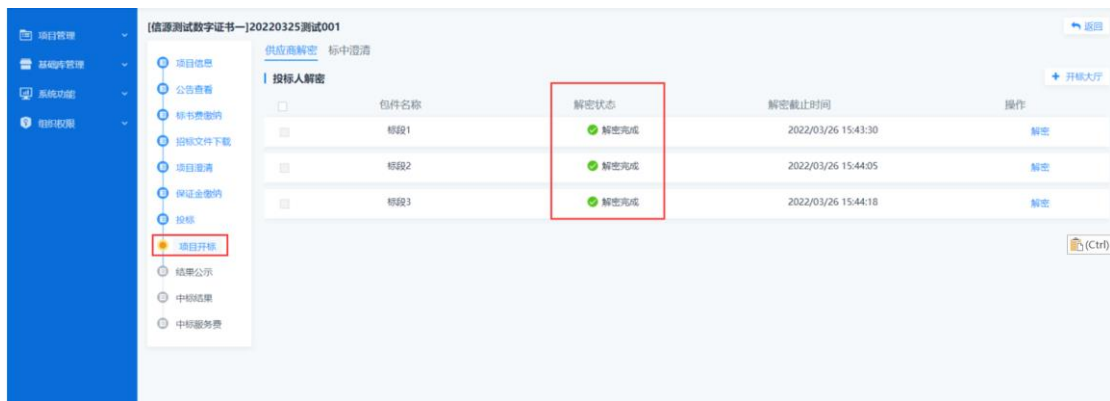 [信源测试数字证书一]20220325测试001
返回
项目管理
基础库管理
系统功能
组织权限
项目信息
公告查看
标书费缴纳
招标文件下载
项目澄清
保证金缴纳
投标
项目开标
结果公示
中标结果
中标服务费
供应商解密 标中澄清
投标人解密
开标大厅
包件名称 解密状态 解密截止时间 操作
标段1 解密完成 2022/03/26 15:43:30 解密
标段2 解密完成 2022/03/26 15:44:05 解密
标段3 解密完成 2022/03/26 15:44:18 解密
(Ctrl)